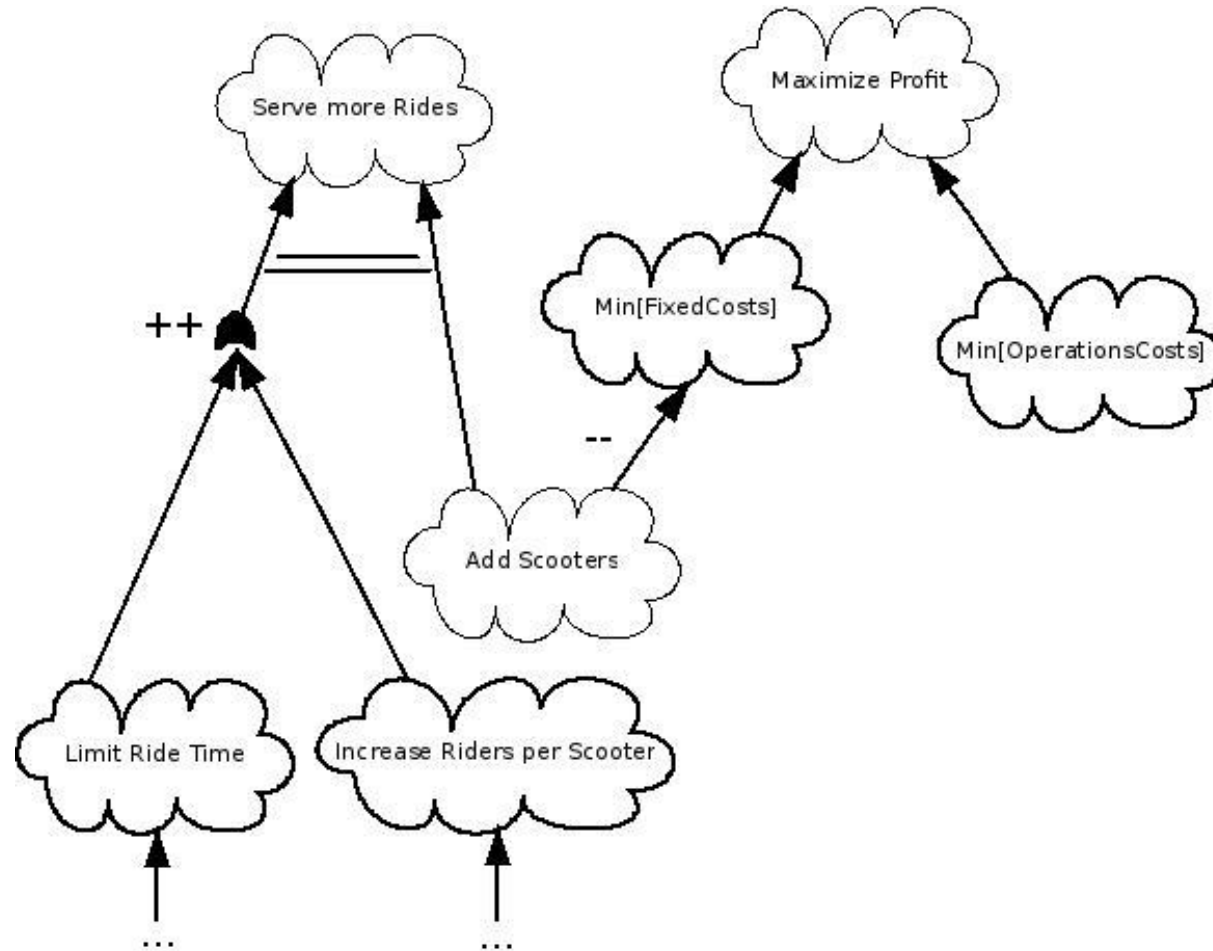 Maximize Profit
Serve more Rides
Min[FixedCosts]
++
Min[OperationsCosts]
--
Add Scooters
Limit Ride Time
Increase Riders per Scooter
...
...